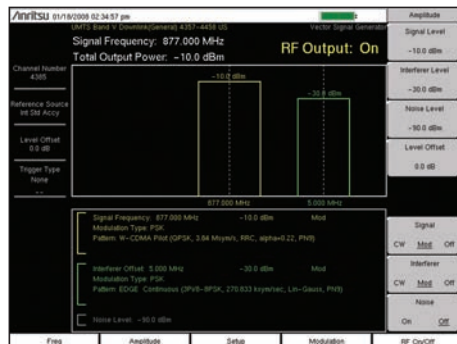 Anritsu 01/18/2008 02:34:57 pm
UMTS Band V Downlink(General) 4357-4458 US
Vector Signal Generator
Signal Frequency: 877.000 MHz
Total Output Power: -10.0 dBm
RF Output: On
Channel Number
4385
Reference Source
Int Std Accy
Level Offset
0.0 dB
Trigger Type
None
--
-10.0 dBm
-30.0 dBm
877.000 MHz
5.000 MHz
Signal Frequency: 877.000 MHz -10.0 dBm Mod
Modulation Type: PSK
Pattern: W-CDMA Pilot (QPSK, 3.84 Msym/s, RRC, alpha=0.22, PN9)
Interferer Offset: 5.000 MHz -30.0 dBm Mod
Modulation Type: PSK
Pattern: EDGE Continuous (3PI/8-8PSK, 270.833 ksym/sec, Lin-Gauss, PN9)
Noise Level: -90.0 dBm
Amplitude
Signal Level
-10.0 dBm
Interferer Level
-30.0 dBm
Noise Level
-90.0 dBm
Level Offset
0.0 dB
Signal
CW Mod Off
Interferer
CW Mod Off
Noise
On Off
Freq Amplitude Setup Modulation RF On/Off